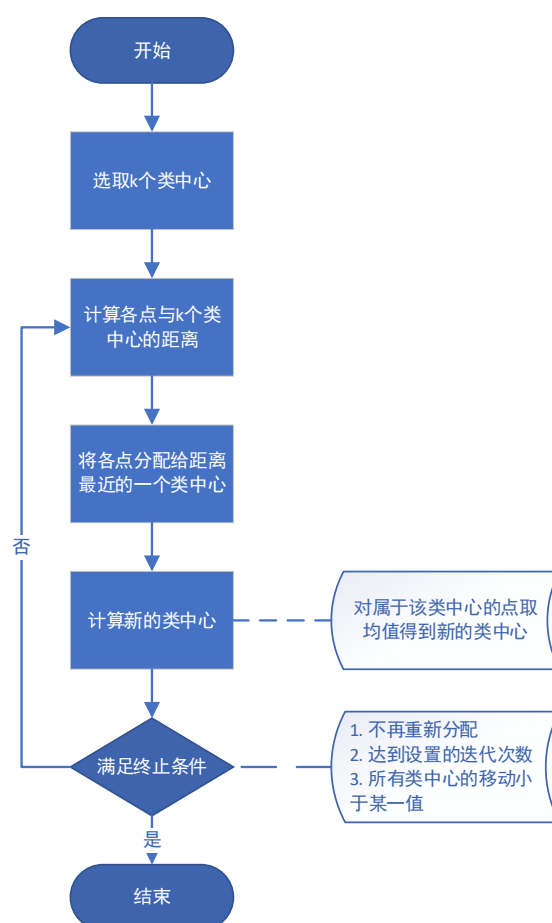 开始
选取k个类中心
计算各点与k个类
中心的距离
将各点分配给距离
最近的一个类中心
否
计算新的类中心
对属于该类中心的点取
均值得到新的类中心
满足终止条件
1. 不再重新分配
2. 达到设置的迭代次数
3. 所有类中心的移动小
于某一值
是
结束